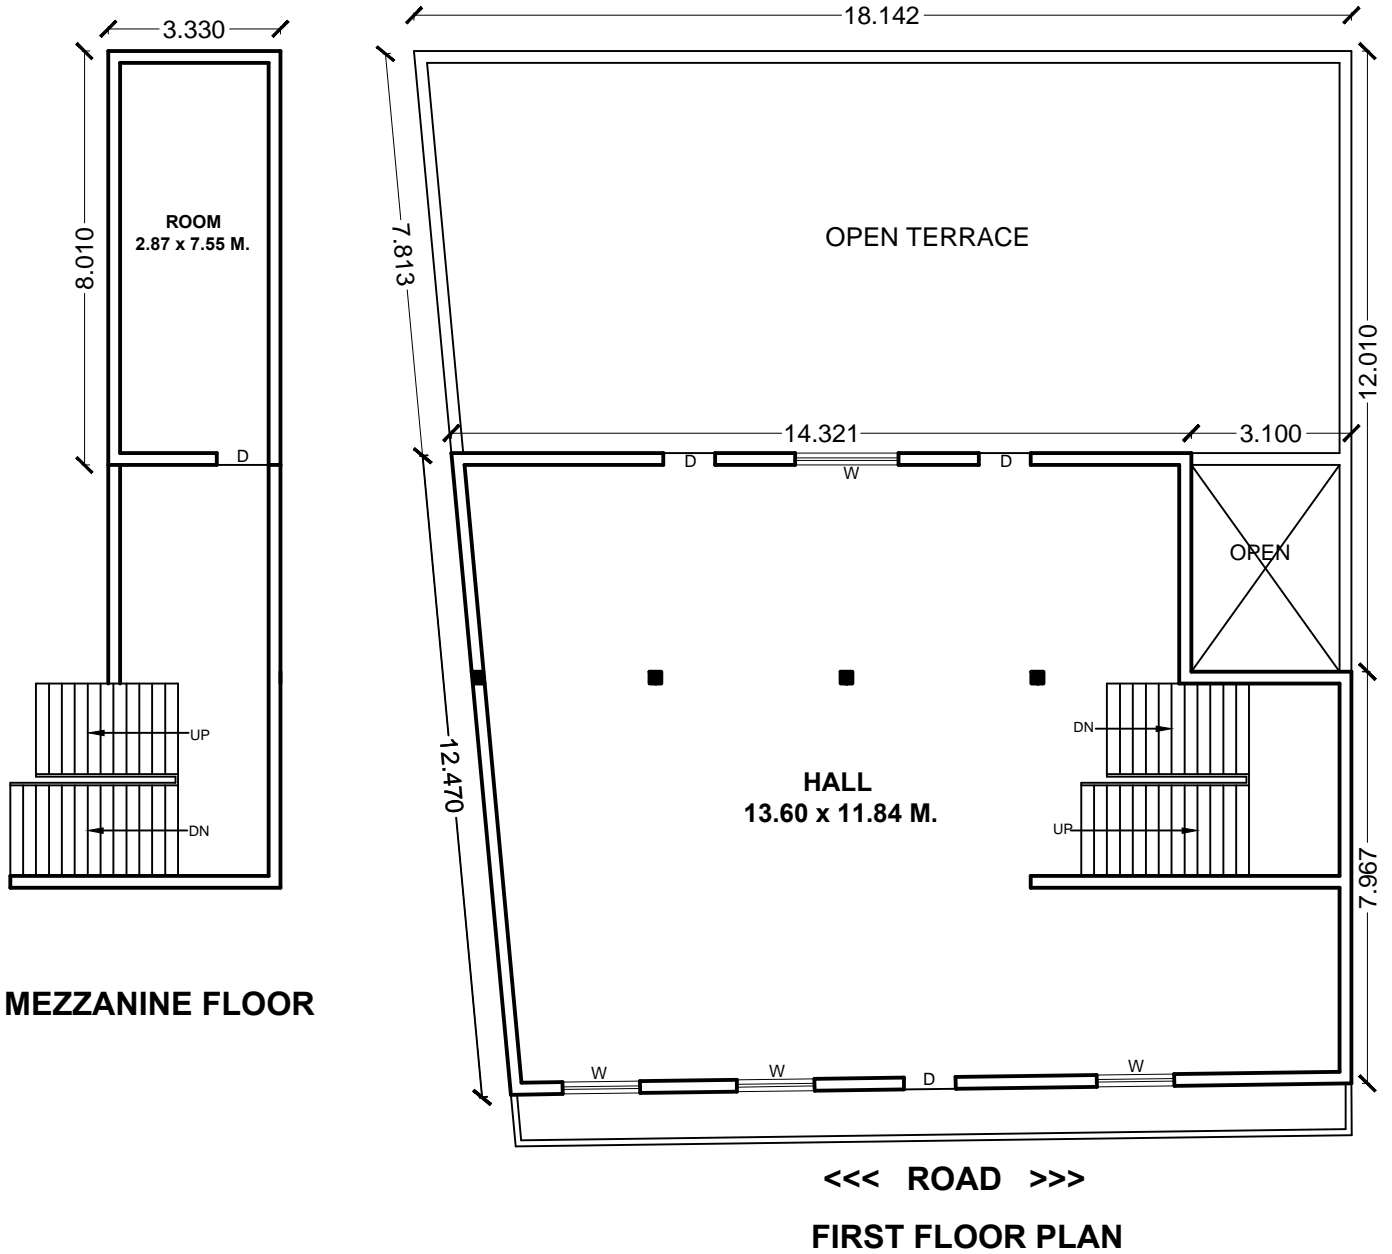 3.330
8.010
ROOM
2.87 x 7.55 M.
D
UP
DN
MEZZANINE FLOOR
18.142
7.813
OPEN TERRACE
12.010
14.321
3.100
D
W
D
OPEN
12.470
HALL
13.60 x 11.84 M.
DN
UP
7.967
W
W
D
W
<<< ROAD >>>
FIRST FLOOR PLAN